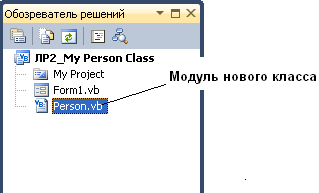 Обозреватель решений
ЛР2_My Person Class
My Project
Модуль нового класса
Form1.vb
Person.vb